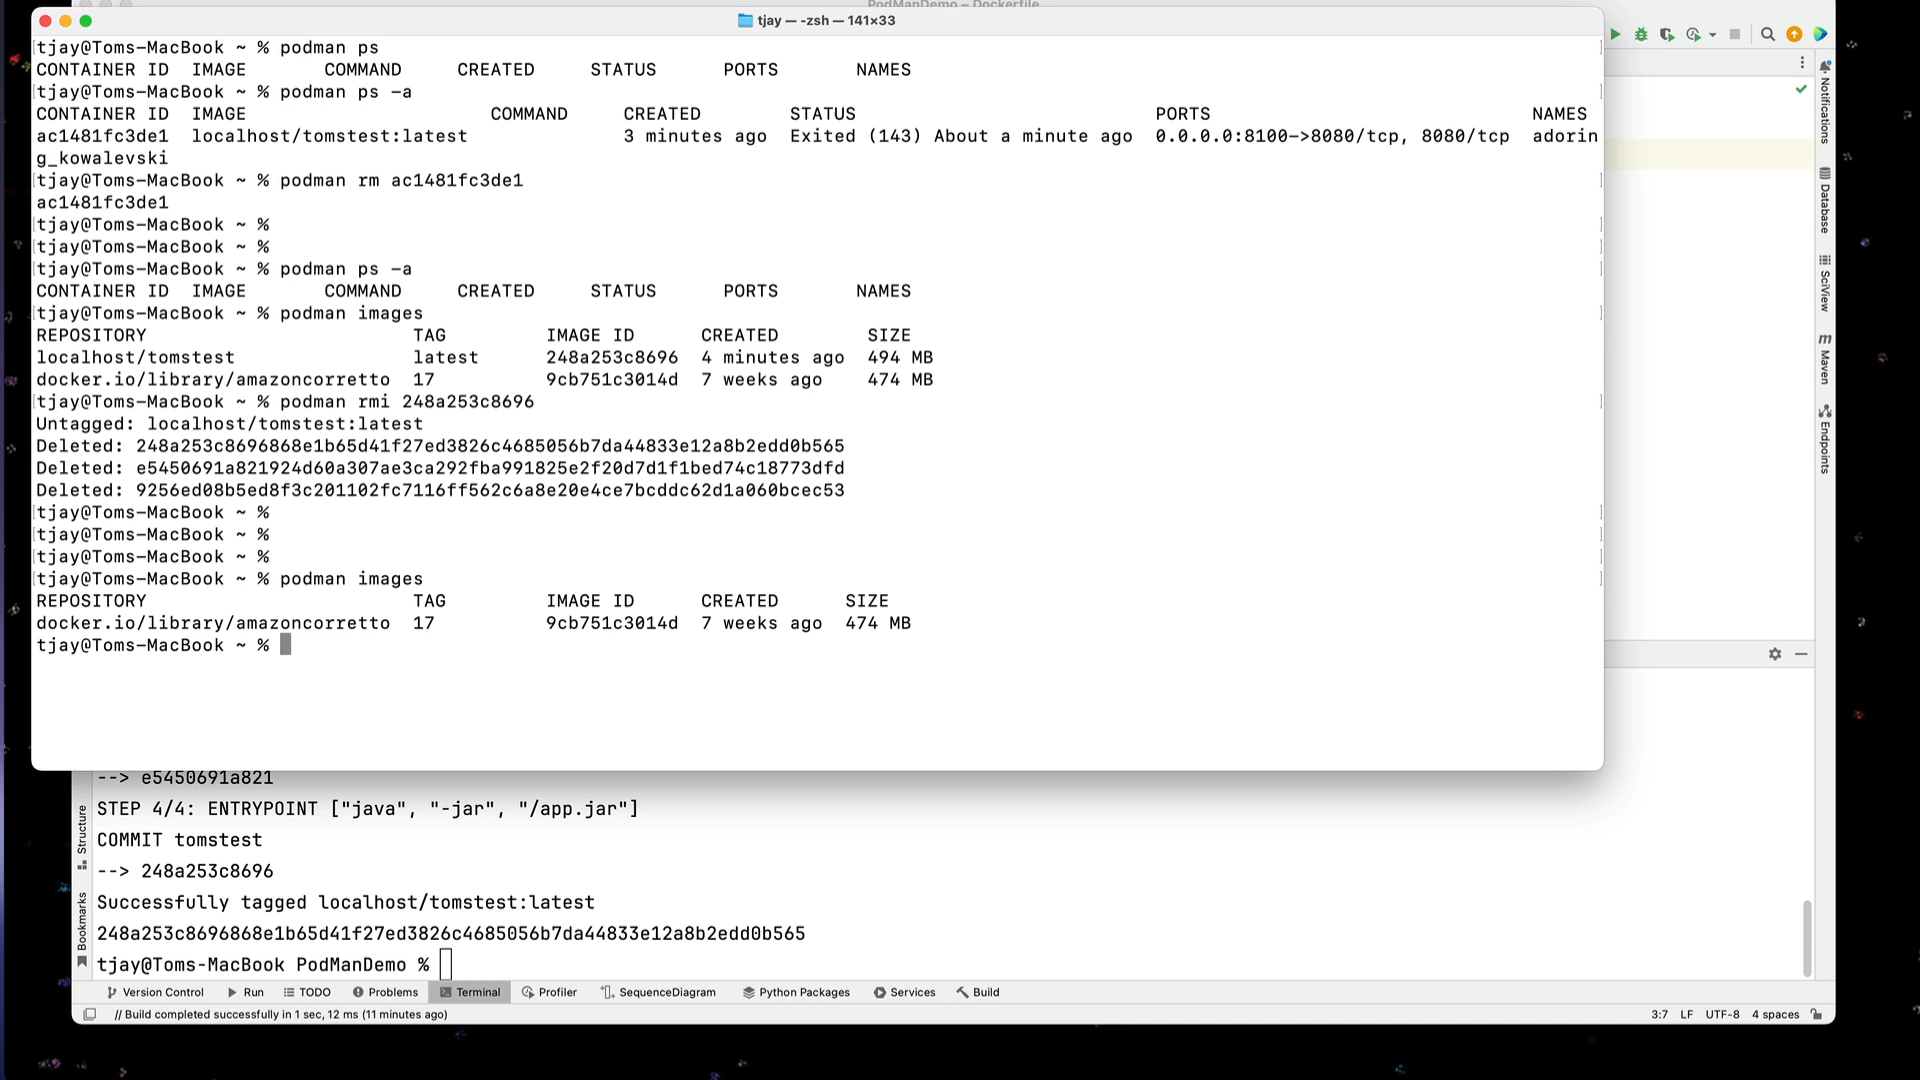 PodManDemo – Dockerfile
tjay — -zsh — 141×33
tjay@Toms-MacBook ~ % podman ps
CONTAINER ID  IMAGE       COMMAND     CREATED     STATUS      PORTS       NAMES
tjay@Toms-MacBook ~ % podman ps -a
CONTAINER ID  IMAGE                      COMMAND     CREATED        STATUS                           PORTS                             NAMES
ac1481fc3de1  localhost/tomstest:latest              3 minutes ago  Exited (143) About a minute ago  0.0.0.0:8100->8080/tcp, 8080/tcp  adorin
g_kowalevski
tjay@Toms-MacBook ~ % podman rm ac1481fc3de1
ac1481fc3de1
tjay@Toms-MacBook ~ %
tjay@Toms-MacBook ~ %
tjay@Toms-MacBook ~ % podman ps -a
CONTAINER ID  IMAGE       COMMAND     CREATED     STATUS      PORTS       NAMES
tjay@Toms-MacBook ~ % podman images
REPOSITORY                        TAG         IMAGE ID      CREATED        SIZE
localhost/tomstest                latest      248a253c8696  4 minutes ago  494 MB
docker.io/library/amazoncorretto  17          9cb751c3014d  7 weeks ago    474 MB
tjay@Toms-MacBook ~ % podman rmi 248a253c8696
Untagged: localhost/tomstest:latest
Deleted: 248a253c8696868e1b65d41f27ed3826c4685056b7da44833e12a8b2edd0b565
Deleted: e5450691a821924d60a307ae3ca292fba991825e2f20d7d1f1bed74c18773dfd
Deleted: 9256ed08b5ed8f3c201102fc7116ff562c6a8e20e4ce7bcddc62d1a060bcec53
tjay@Toms-MacBook ~ %
tjay@Toms-MacBook ~ %
tjay@Toms-MacBook ~ %
tjay@Toms-MacBook ~ % podman images
REPOSITORY                        TAG         IMAGE ID      CREATED      SIZE
docker.io/library/amazoncorretto  17          9cb751c3014d  7 weeks ago  474 MB
tjay@Toms-MacBook ~ %
Notifications
Database
SciView
Maven
Endpoints
--> e5450691a821
STEP 4/4: ENTRYPOINT ["java", "-jar", "/app.jar"]
COMMIT tomstest
--> 248a253c8696
Successfully tagged localhost/tomstest:latest
248a253c8696868e1b65d41f27ed3826c4685056b7da44833e12a8b2edd0b565
tjay@Toms-MacBook PodManDemo %
Structure
Bookmarks
Version Control  Run  TODO  Problems  Terminal  Profiler  SequenceDiagram  Python Packages  Services  Build
// Build completed successfully in 1 sec, 12 ms (11 minutes ago)  3:7  LF  UTF-8  4 spaces